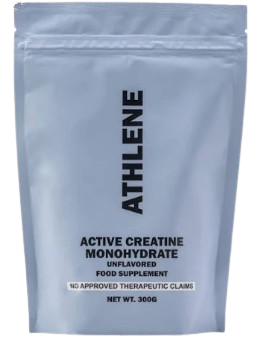 ATHLENE
ACTIVE CREATINE
MONOHYDRATE
UNFLAVORED
FOOD SUPPLEMENT
NO APPROVED THERAPEUTIC CLAIMS
NET WT. 300G